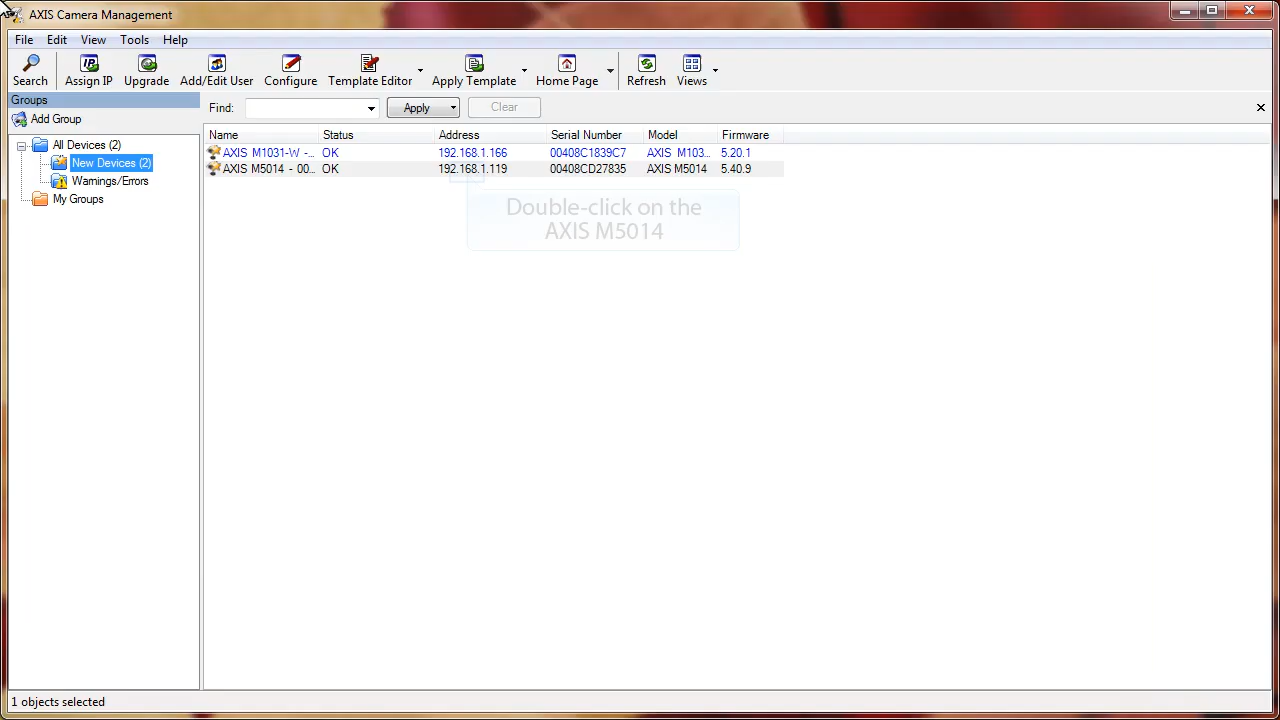 AXIS Camera Management
File Edit View Tools Help
Search Assign IP Upgrade Add/Edit User Configure Template Editor Apply Template Home Page Refresh Views
Groups
Find: Apply Clear
Add Group
Name Status Address Serial Number Model Firmware
All Devices (2)
AXIS M1031-W -... OK 192.168.1.166 00408C1839C7 AXIS M103... 5.20.1
New Devices (2)
AXIS M5014 - 00... OK 192.168.1.119 00408CD27835 AXIS M5014 5.40.9
Warnings/Errors
My Groups
Double-click on the
AXIS M5014
1 objects selected